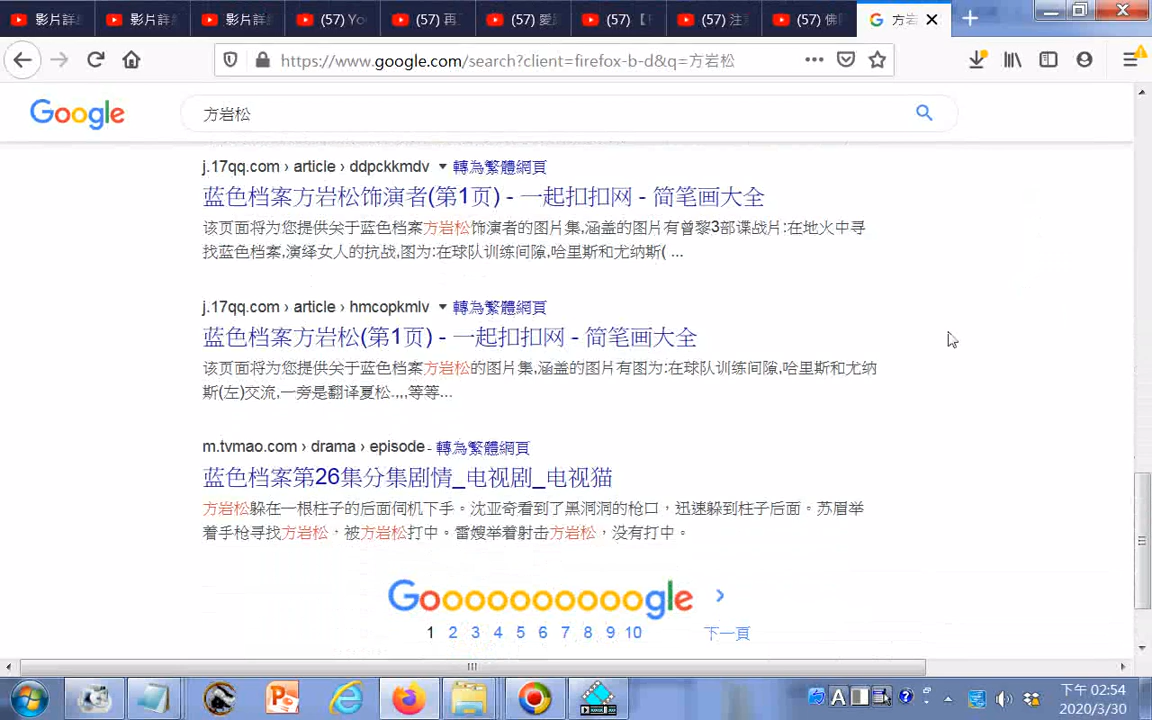 影片詳
影片詳
影片詳
(57) Yo
(57) 再
(57) 愛
(57) 【
(57) 注
(57) 佛
方岩
https://www.google.com/search?client=firefox-b-d&q=方岩松
Google
方岩松
j.17qq.com › article › ddpckkmdv 轉為繁體網頁
蓝色档案方岩松饰演者(第1页) - 一起扣扣网 - 简笔画大全
该页面将为您提供关于蓝色档案方岩松饰演者的图片集,涵盖的图片有曾黎3部谍战片:在地火中寻
找蓝色档案,演绎女人的抗战,图为:在球队训练间隙,哈里斯和尤纳斯( ...
j.17qq.com › article › hmcopkmlv 轉為繁體網頁
蓝色档案方岩松(第1页) - 一起扣扣网 - 简笔画大全
该页面将为您提供关于蓝色档案方岩松的图片集,涵盖的图片有图为:在球队训练间隙,哈里斯和尤纳
斯(左)交流,一旁是翻译夏松.,,,等等...
m.tvmao.com › drama › episode - 轉為繁體網頁
蓝色档案第26集分集剧情_电视剧_电视猫
方岩松躲在一根柱子的后面伺机下手。沈亚奇看到了黑洞洞的枪口，迅速躲到柱子后面。苏眉举
着手枪寻找方岩松，被方岩松打中。雷嫂举着射击方岩松，没有打中。
Goooooooooogle
1 2 3 4 5 6 7 8 9 10 下一頁
下午 02:54
2020/3/30